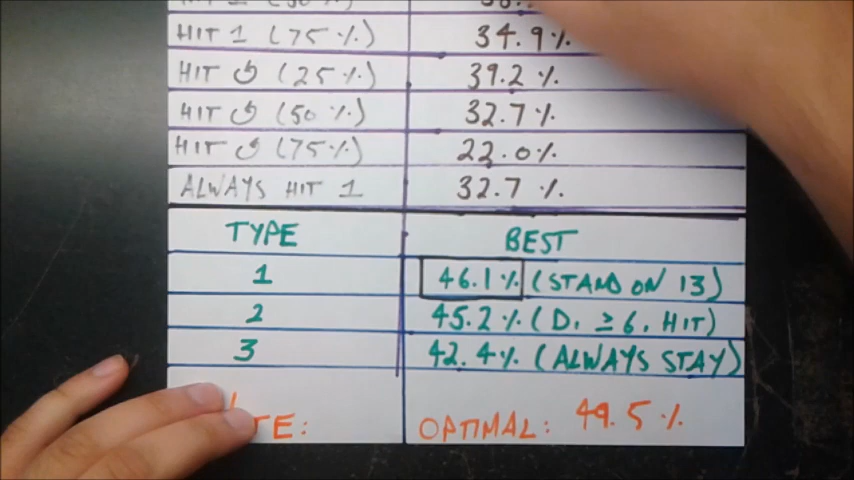 HIT 1 (75%) 34.9%
HIT ↺ (25%) 39.2%
HIT ↺ (50%) 32.7%
HIT ↺ (75%) 22.0%
ALWAYS HIT 1 32.7%
TYPE BEST
1 46.1% (STAND ON 13)
2 45.2% (D. ≥ 6, HIT)
3 42.4% (ALWAYS STAY)
OPTIMAL: 49.5%